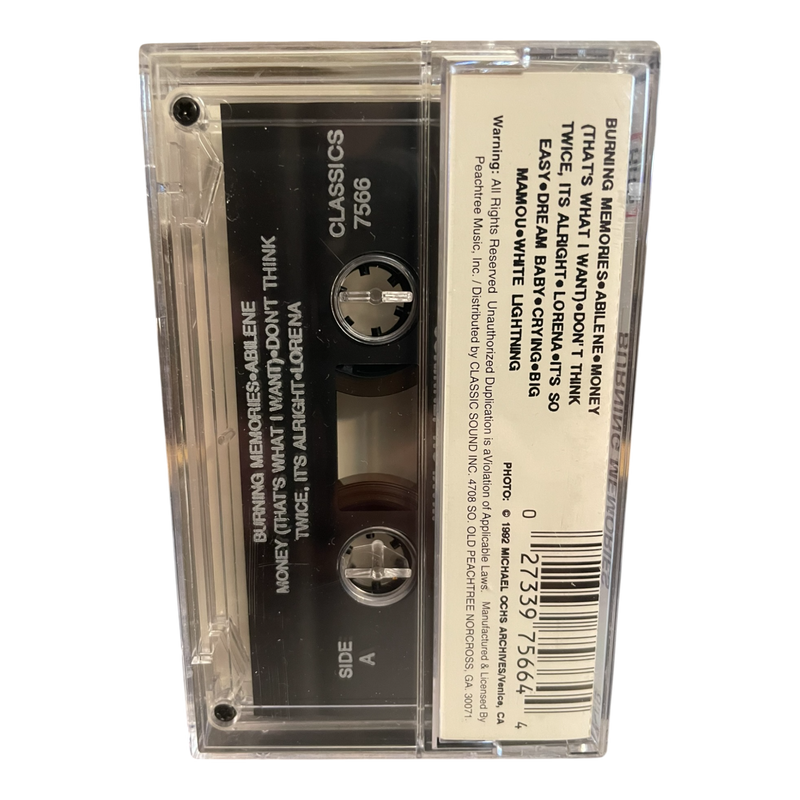 BURNING MEMORIES•ABILENE•MONEY
(THAT'S WHAT I WANT)•DON'T THINK
TWICE, IT'S ALRIGHT•LORENA•IT'S SO
EASY•DREAM BABY•CRYING•BIG
MAMOU•WHITE LIGHTNING
Warning: All Rights Reserved. Unauthorized Duplication is aViolation of Applicable Laws. Manufactured & Licensed By
Peachtree Music, Inc. / Distributed by CLASSIC SOUND INC. 4708 SO. OLD PEACHTREE NORCROSS, GA. 30071
PHOTO: © 1992 MICHAEL OCHS ARCHIVES/Venice, CA
0 27339 75664 4
BURNING MEMORIES
CLASSICS
7566
SIDE
A
BURNING MEMORIES•ABILENE
MONEY (THAT'S WHAT I WANT)•DON'T THINK
TWICE, IT'S ALRIGHT•LORENA